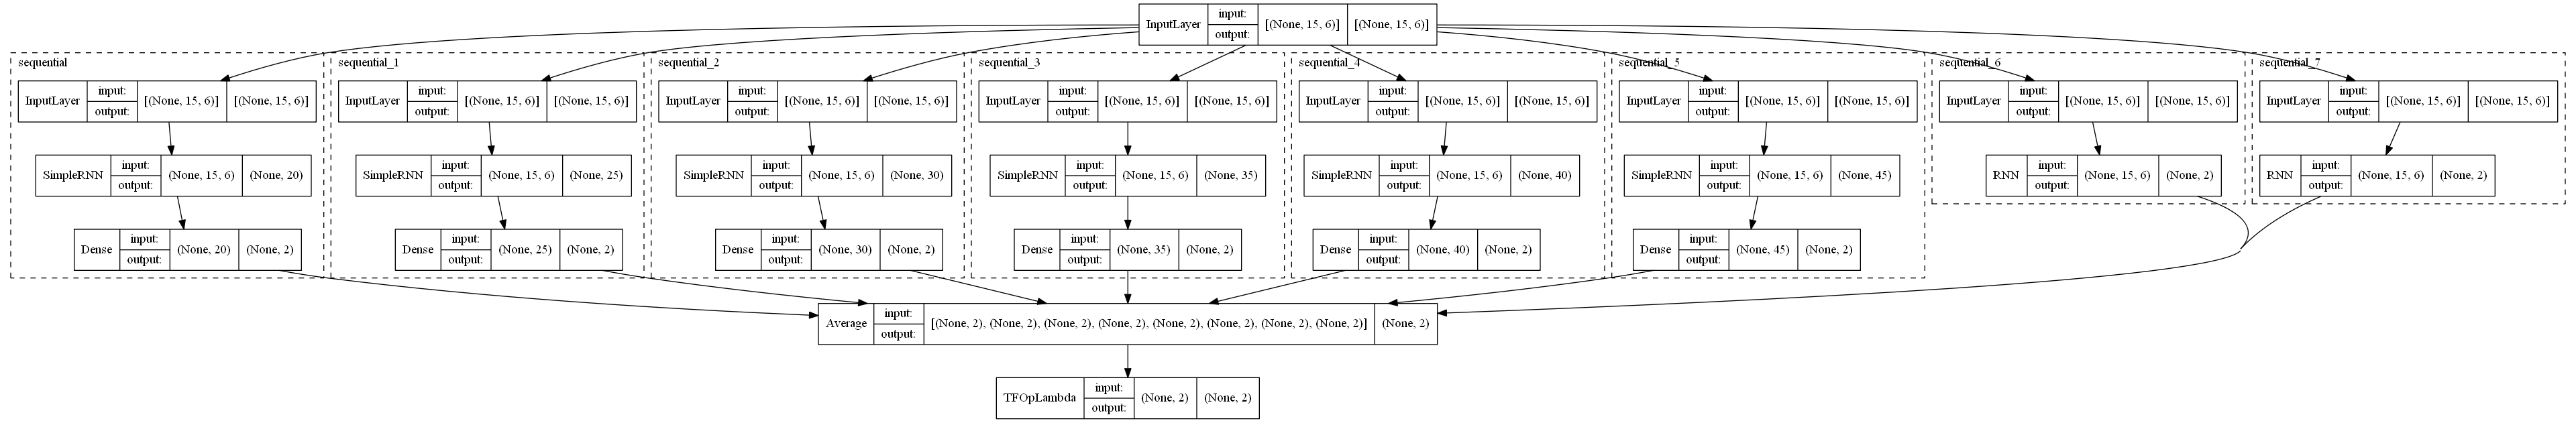 InputLayer input: output: [(None, 15, 6)] [(None, 15, 6)]
sequential sequential_1 sequential_2 sequential_3 sequential_4 sequential_5 sequential_6 sequential_7
InputLayer input: output: [(None, 15, 6)] [(None, 15, 6)]
InputLayer input: output: [(None, 15, 6)] [(None, 15, 6)]
InputLayer input: output: [(None, 15, 6)] [(None, 15, 6)]
InputLayer input: output: [(None, 15, 6)] [(None, 15, 6)]
InputLayer input: output: [(None, 15, 6)] [(None, 15, 6)]
InputLayer input: output: [(None, 15, 6)] [(None, 15, 6)]
InputLayer input: output: [(None, 15, 6)] [(None, 15, 6)]
InputLayer input: output: [(None, 15, 6)] [(None, 15, 6)]
SimpleRNN input: output: (None, 15, 6) (None, 20)
SimpleRNN input: output: (None, 15, 6) (None, 25)
SimpleRNN input: output: (None, 15, 6) (None, 30)
SimpleRNN input: output: (None, 15, 6) (None, 35)
SimpleRNN input: output: (None, 15, 6) (None, 40)
SimpleRNN input: output: (None, 15, 6) (None, 45)
RNN input: output: (None, 15, 6) (None, 2)
RNN input: output: (None, 15, 6) (None, 2)
Dense input: output: (None, 20) (None, 2)
Dense input: output: (None, 25) (None, 2)
Dense input: output: (None, 30) (None, 2)
Dense input: output: (None, 35) (None, 2)
Dense input: output: (None, 40) (None, 2)
Dense input: output: (None, 45) (None, 2)
Average input: output: [(None, 2), (None, 2), (None, 2), (None, 2), (None, 2), (None, 2), (None, 2), (None, 2)] (None, 2)
TFOpLambda input: output: (None, 2) (None, 2)